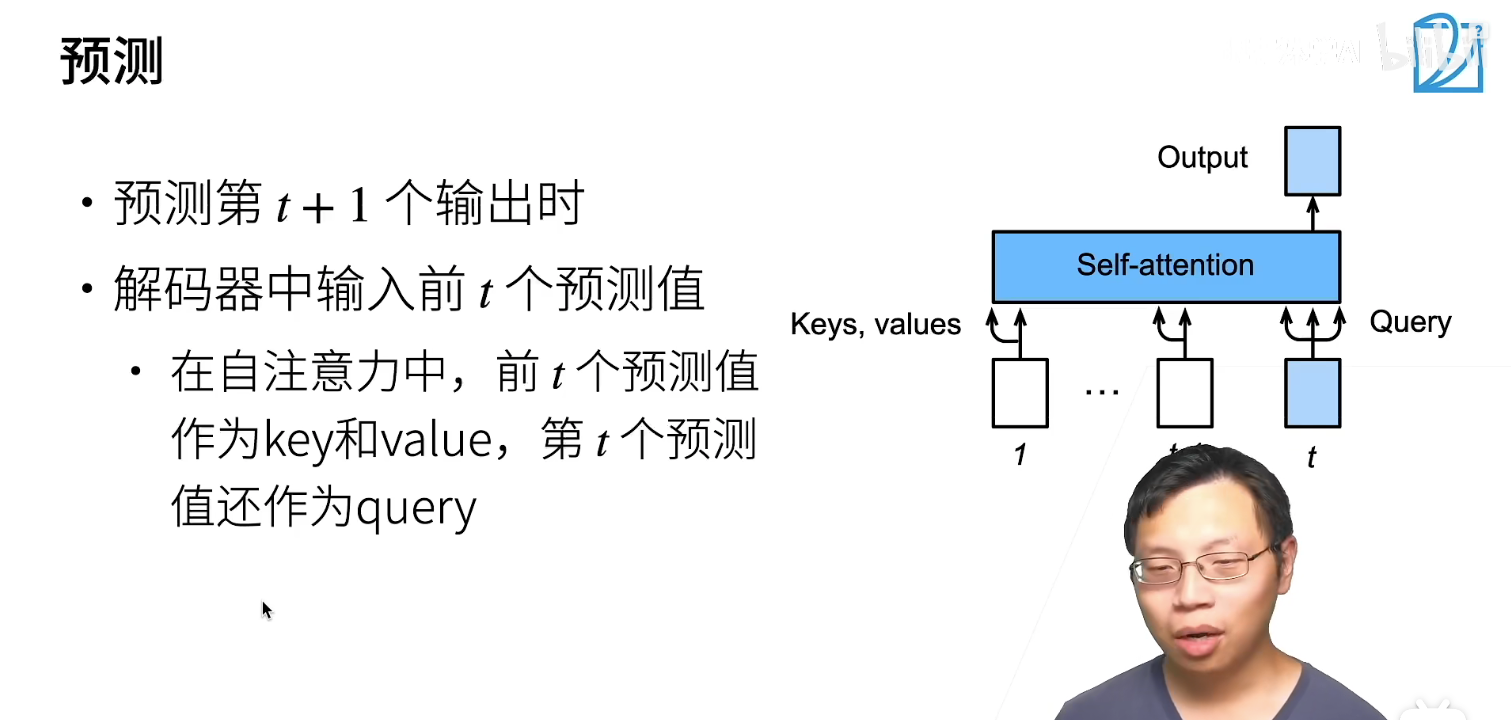 预测
• 预测第 t + 1 个输出时
• 解码器中输入前 t 个预测值
• 在自注意力中，前 t 个预测值
作为key和value，第 t 个预测
值还作为query
Output
Self-attention
Keys, values
Query
...
1
t